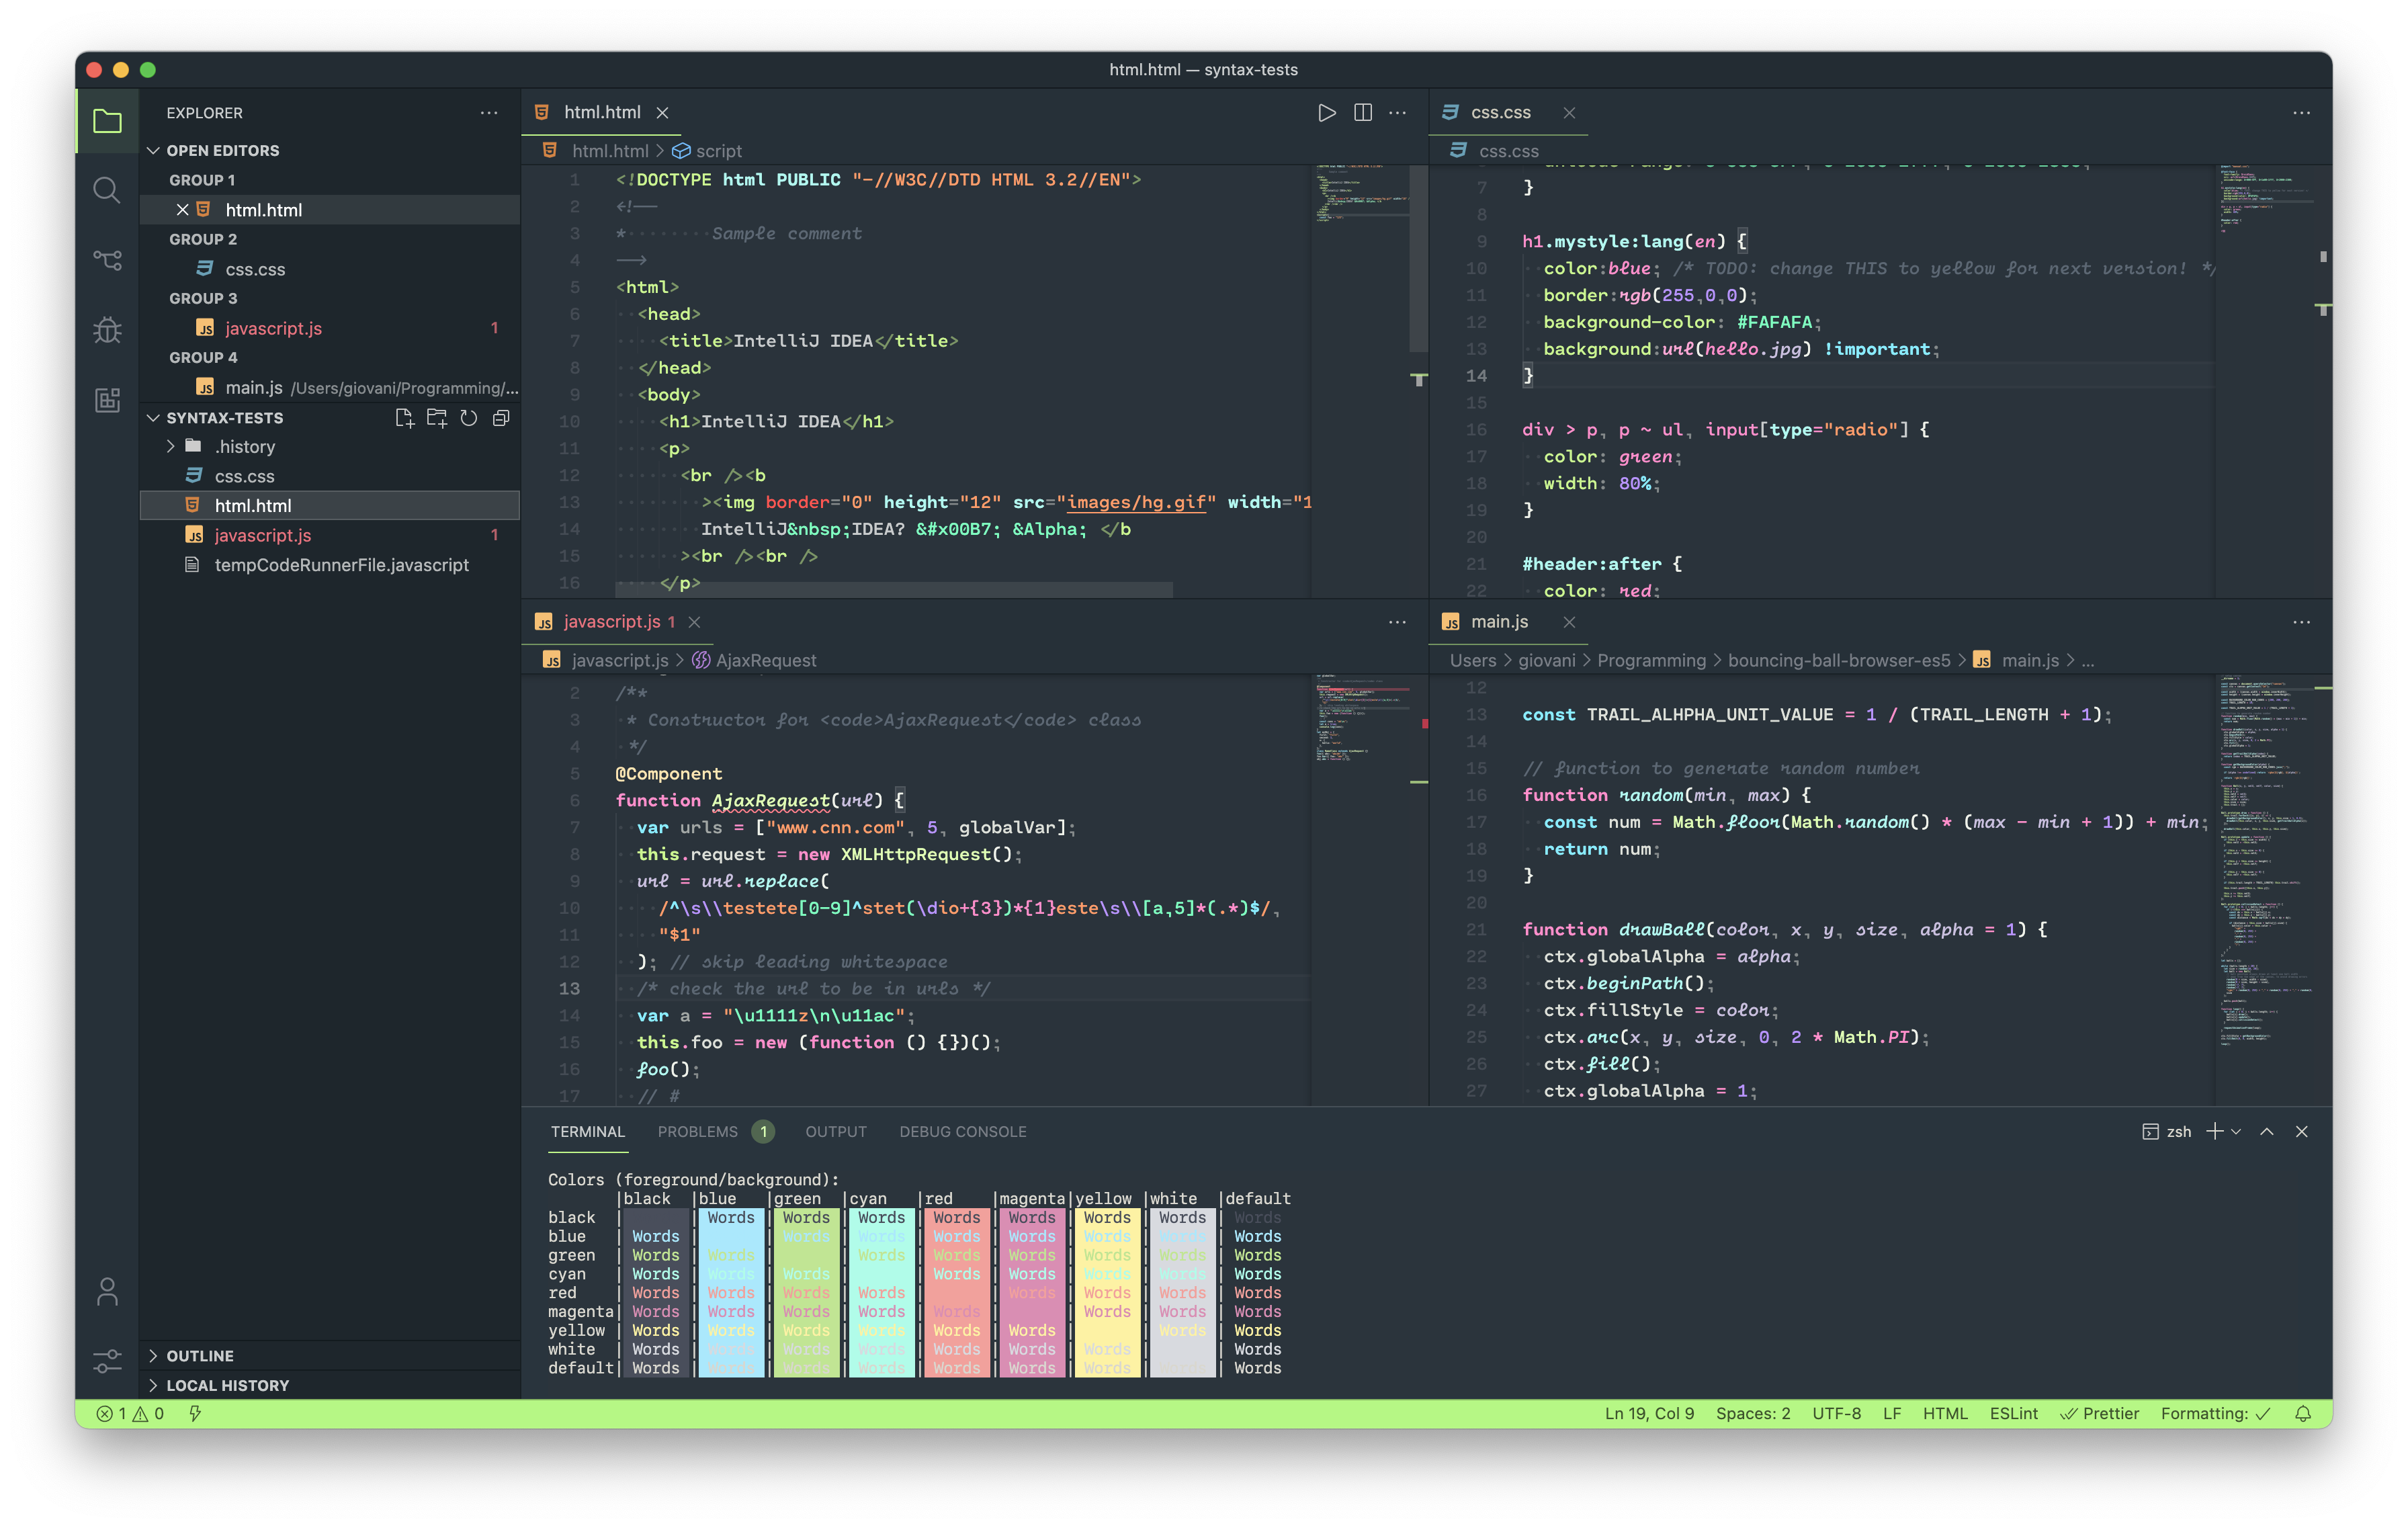 html.html — syntax-tests
EXPLORER
OPEN EDITORS
GROUP 1
html.html
GROUP 2
css.css
GROUP 3
javascript.js 1
GROUP 4
main.js /Users/giovani/Programming/...
SYNTAX-TESTS
.history
css.css
html.html
javascript.js 1
tempCodeRunnerFile.javascript
OUTLINE
LOCAL HISTORY
html.html
html.html > script
1 <!DOCTYPE html PUBLIC "-//W3C//DTD HTML 3.2//EN">
2 <!--
3 *········Sample comment
4 -->
5 <html>
6 ··<head>
7 ····<title>IntelliJ IDEA</title>
8 ··</head>
9 ··<body>
10 ····<h1>IntelliJ IDEA</h1>
11 ····<p>
12 ······<br /><b
13 ········><img border="0" height="12" src="images/hg.gif" width="1
14 ········IntelliJ&nbsp;IDEA? &#x00B7; &Alpha; </b
15 ······><br /><br />
16 ····</p>
css.css
css.css
7 }
8
9 h1.mystyle:lang(en) {
10 ··color:blue; /* TODO: change THIS to yellow for next version! */
11 ··border:rgb(255,0,0);
12 ··background-color: #FAFAFA;
13 ··background:url(hello.jpg) !important;
14 }
15
16 div > p, p ~ ul, input[type="radio"] {
17 ··color: green;
18 ··width: 80%;
19 }
20
21 #header:after {
22 ··color: red;
javascript.js 1
javascript.js > AjaxRequest
2 /**
3 ·* Constructor for <code>AjaxRequest</code> class
4 ·*/
5 @Component
6 function AjaxRequest(url) {
7 ··var urls = ["www.cnn.com", 5, globalVar];
8 ··this.request = new XMLHttpRequest();
9 ··url = url.replace(
10 ····/^\s\\testete[0-9]^stet(\dio+{3})*{1}este\s\\[a,5]*(.*)$/,
11 ····"$1"
12 ··); // skip leading whitespace
13 ··/* check the url to be in urls */
14 ··var a = "\u1111z\n\u11ac";
15 ··this.foo = new (function () {})();
16 ··foo();
17 ··// #
main.js
Users > giovani > Programming > bouncing-ball-browser-es5 > main.js > ...
12
13 const TRAIL_ALHPHA_UNIT_VALUE = 1 / (TRAIL_LENGTH + 1);
14
15 // function to generate random number
16 function random(min, max) {
17 ··const num = Math.floor(Math.random() * (max - min + 1)) + min;
18 ··return num;
19 }
20
21 function drawBall(color, x, y, size, alpha = 1) {
22 ··ctx.globalAlpha = alpha;
23 ··ctx.beginPath();
24 ··ctx.fillStyle = color;
25 ··ctx.arc(x, y, size, 0, 2 * Math.PI);
26 ··ctx.fill();
27 ··ctx.globalAlpha = 1;
TERMINAL PROBLEMS 1 OUTPUT DEBUG CONSOLE zsh
Colors (foreground/background):
|black |blue |green |cyan |red |magenta|yellow |white |default
black | | Words | Words | Words | Words | Words | Words | Words | Words
blue | Words | | Words | Words | Words | Words | Words | Words | Words
green | Words | Words | | Words | Words | Words | Words | Words | Words
cyan | Words | Words | Words | | Words | Words | Words | Words | Words
red | Words | Words | Words | Words | | Words | Words | Words | Words
magenta| Words | Words | Words | Words | Words | | Words | Words | Words
yellow | Words | Words | Words | Words | Words | Words | | Words | Words
white | Words | Words | Words | Words | Words | Words | Words | | Words
default| Words | Words | Words | Words | Words | Words | Words | | Words
1 0 Ln 19, Col 9 Spaces: 2 UTF-8 LF HTML ESLint Prettier Formatting: